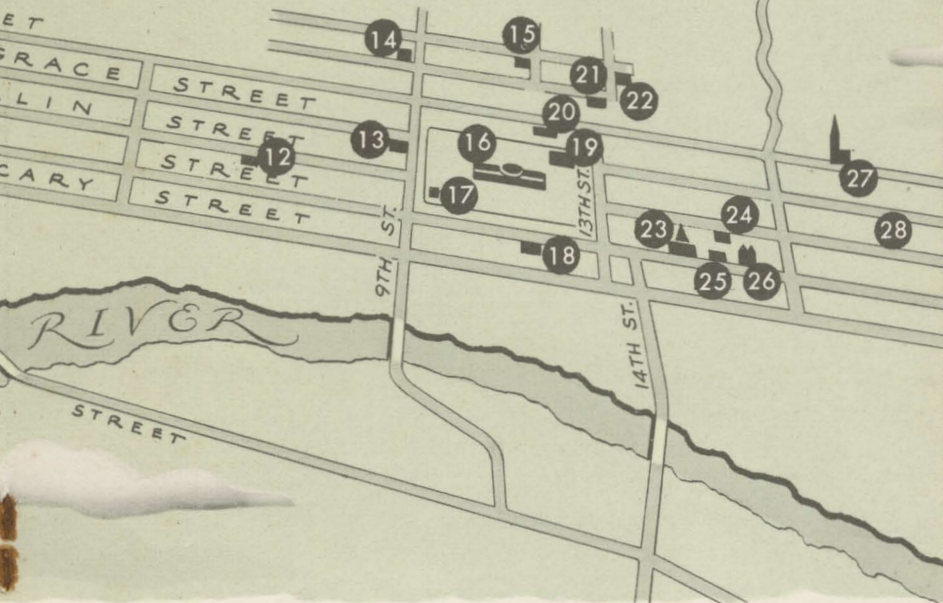 ET
GRACE STREET
LIN STREET
STREET
CARY STREET
14
15
21
22
20
13
16
19
12
17
18
23
24
25
26
27
28
9TH ST.
13TH ST.
14TH ST.
RIVER
STREET